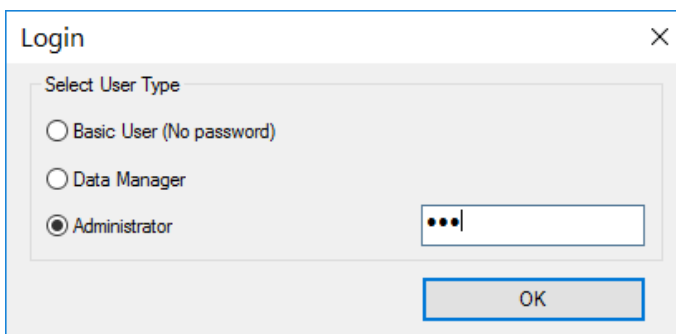 Login
Select User Type
Basic User (No password)
Data Manager
Administrator
•••
OK